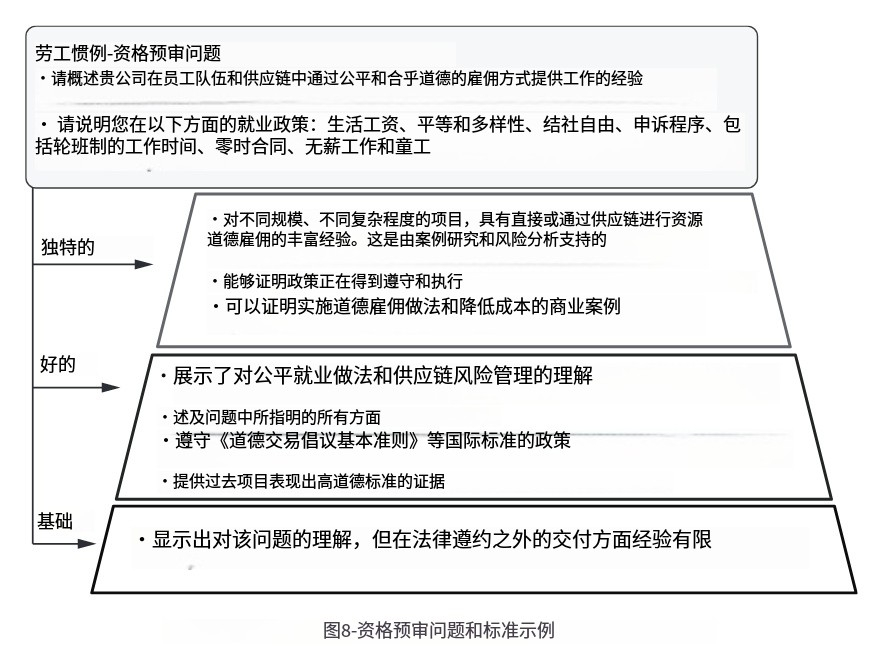 劳工惯例-资格预审问题
・请概述贵公司在员工队伍和供应链中通过公平和合乎道德的雇佣方式提供工作的经验
・ 请说明您在以下方面的就业政策：生活工资、平等和多样性、结社自由、申诉程序、包
括轮班制的工作时间、零时合同、无薪工作和童工
独特的
・对不同规模、不同复杂程度的项目，具有直接或通过供应链进行资源
道德雇佣的丰富经验。这是由案例研究和风险分析支持的
・能够证明政策正在得到遵守和执行
・可以证明实施道德雇佣做法和降低成本的商业案例
好的
・展示了对公平就业做法和供应链风险管理的理解
・述及问题中所指明的所有方面
・遵守《道德交易倡议基本准则》等国际标准的政策
・提供过去项目表现出高道德标准的证据
基础
・显示出对该问题的理解，但在法律遵约之外的交付方面经验有限
图8-资格预审问题和标准示例